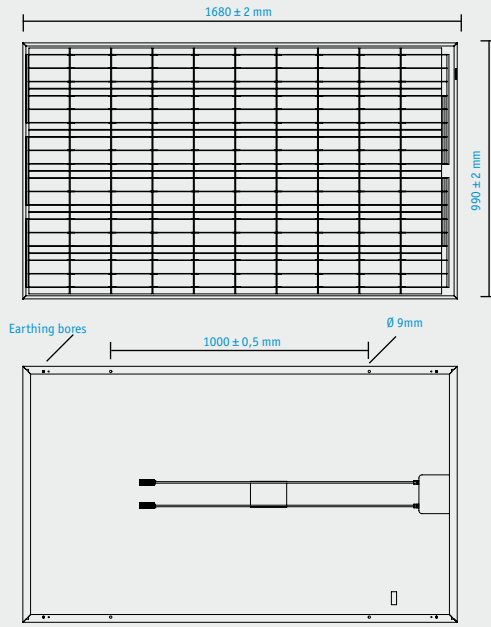 1680 ± 2 mm
990 ± 2 mm
Earthing bores
Ø 9mm
1000 ± 0,5 mm